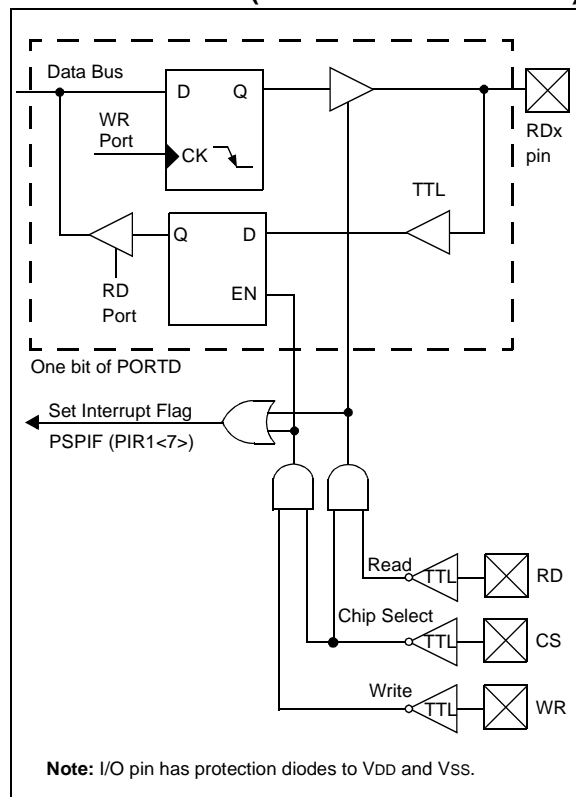 Data Bus
D Q
WR
Port
CK
RDx
pin
TTL
Q D
EN
RD
Port
One bit of PORTD
Set Interrupt Flag
PSPIF (PIR1<7>)
Read
TTL
RD
Chip Select
TTL
CS
Write
TTL
WR
Note: I/O pin has protection diodes to VDD and VSS.